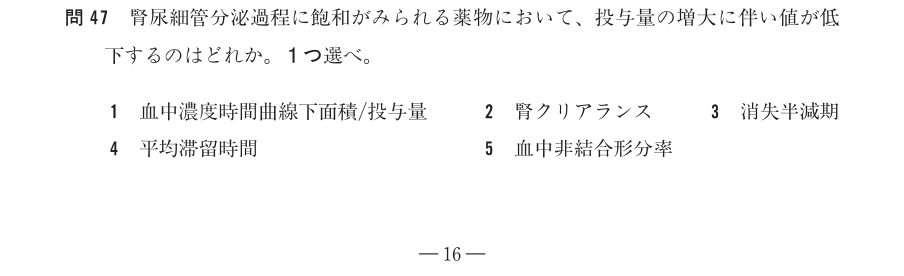 問 47 腎尿細管分泌過程に飽和がみられる薬物において、投与量の増大に伴い値が低
下するのはどれか。1つ選べ。
1 血中濃度時間曲線下面積/投与量 2 腎クリアランス 3 消失半減期
4 平均滞留時間 5 血中非結合形分率
— 16 —